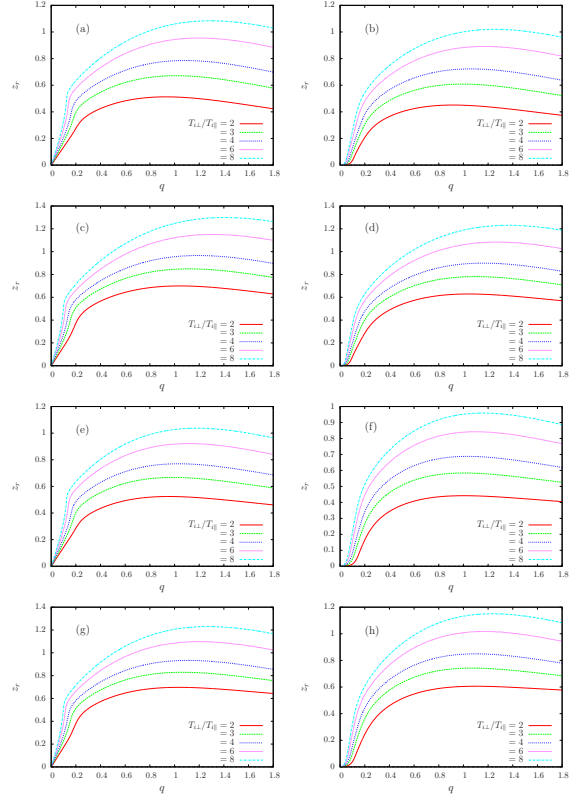 1.2
1
0.8
0.6
0.4
0.2
0
z_r
(a)
T_{i⊥}/T_{i∥} = 2
= 3
= 4
= 6
= 8
0 0.2 0.4 0.6 0.8 1 1.2 1.4 1.6 1.8
q
1.2
1
0.8
0.6
0.4
0.2
0
z_r
(b)
T_{i⊥}/T_{i∥} = 2
= 3
= 4
= 6
= 8
0 0.2 0.4 0.6 0.8 1 1.2 1.4 1.6 1.8
q
1.4
1.2
1
0.8
0.6
0.4
0.2
0
z_r
(c)
T_{i⊥}/T_{i∥} = 2
= 3
= 4
= 6
= 8
0 0.2 0.4 0.6 0.8 1 1.2 1.4 1.6 1.8
q
1.4
1.2
1
0.8
0.6
0.4
0.2
0
z_r
(d)
T_{i⊥}/T_{i∥} = 2
= 3
= 4
= 6
= 8
0 0.2 0.4 0.6 0.8 1 1.2 1.4 1.6 1.8
q
1.2
1
0.8
0.6
0.4
0.2
0
z_r
(e)
T_{i⊥}/T_{i∥} = 2
= 3
= 4
= 6
= 8
0 0.2 0.4 0.6 0.8 1 1.2 1.4 1.6 1.8
q
1
0.9
0.8
0.7
0.6
0.5
0.4
0.3
0.2
0.1
0
z_r
(f)
T_{i⊥}/T_{i∥} = 2
= 3
= 4
= 6
= 8
0 0.2 0.4 0.6 0.8 1 1.2 1.4 1.6 1.8
q
1.4
1.2
1
0.8
0.6
0.4
0.2
0
z_r
(g)
T_{i⊥}/T_{i∥} = 2
= 3
= 4
= 6
= 8
0 0.2 0.4 0.6 0.8 1 1.2 1.4 1.6 1.8
q
1.2
1
0.8
0.6
0.4
0.2
0
z_r
(h)
T_{i⊥}/T_{i∥} = 2
= 3
= 4
= 6
= 8
0 0.2 0.4 0.6 0.8 1 1.2 1.4 1.6 1.8
q